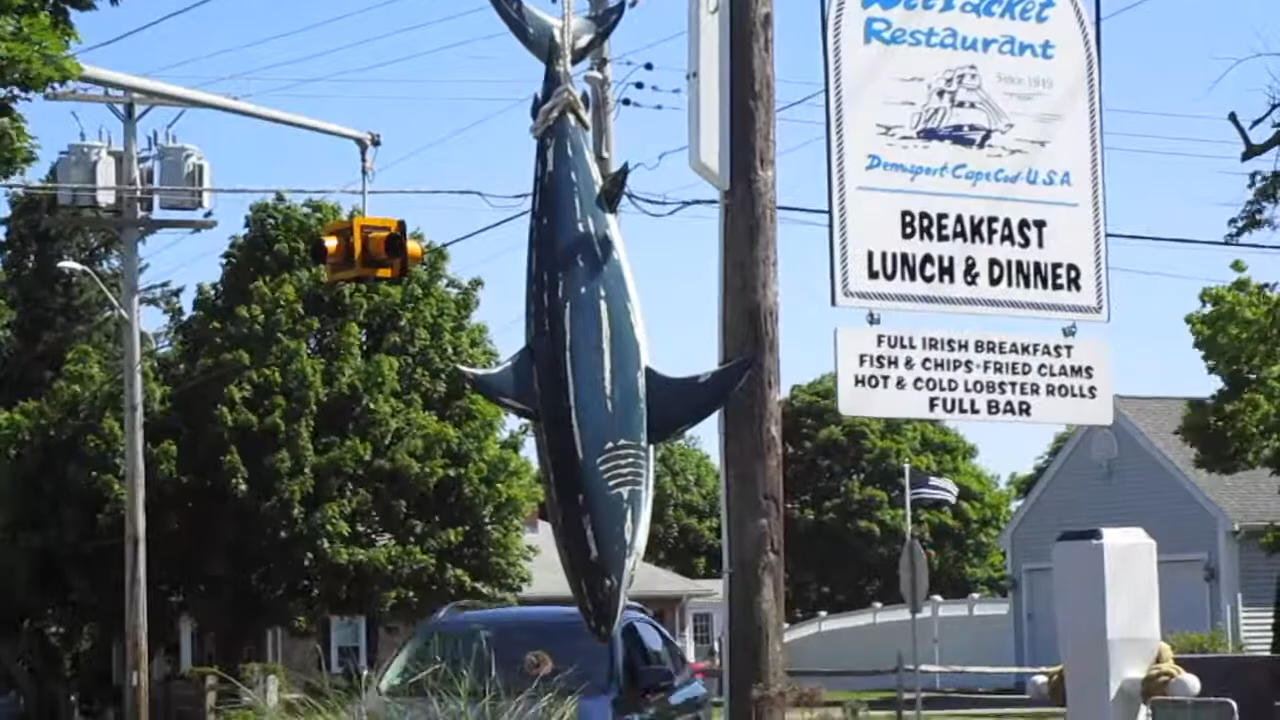 Restaurant
Since 1949
Dennisport·Cape Cod·U.S.A
BREAKFAST
LUNCH & DINNER
FULL IRISH BREAKFAST
FISH & CHIPS·FRIED CLAMS
HOT & COLD LOBSTER ROLLS
FULL BAR